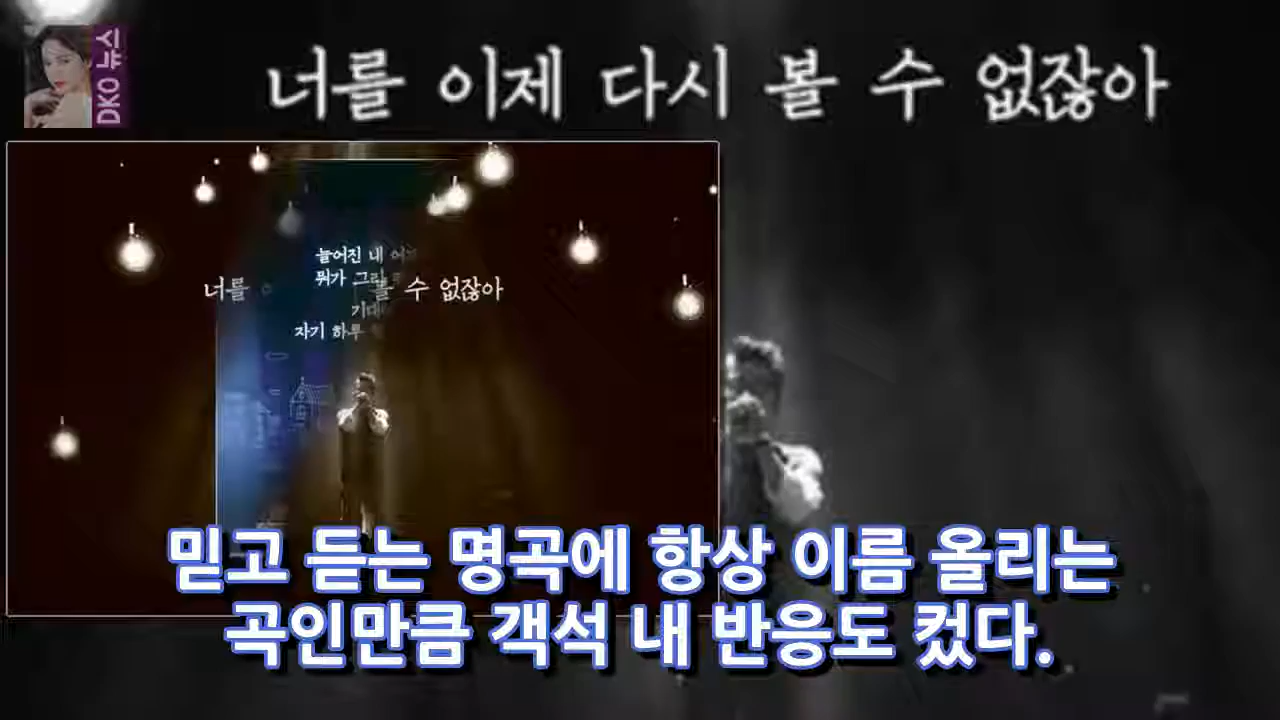 DKO 뉴스
너를 이제 다시 볼 수 없잖아
늘어진 내
뭐가
너를 볼 수 없잖아
자기 하루
믿고 듣는 명곡에 항상 이름 올리는
곡인만큼 객석 내 반응도 컸다.